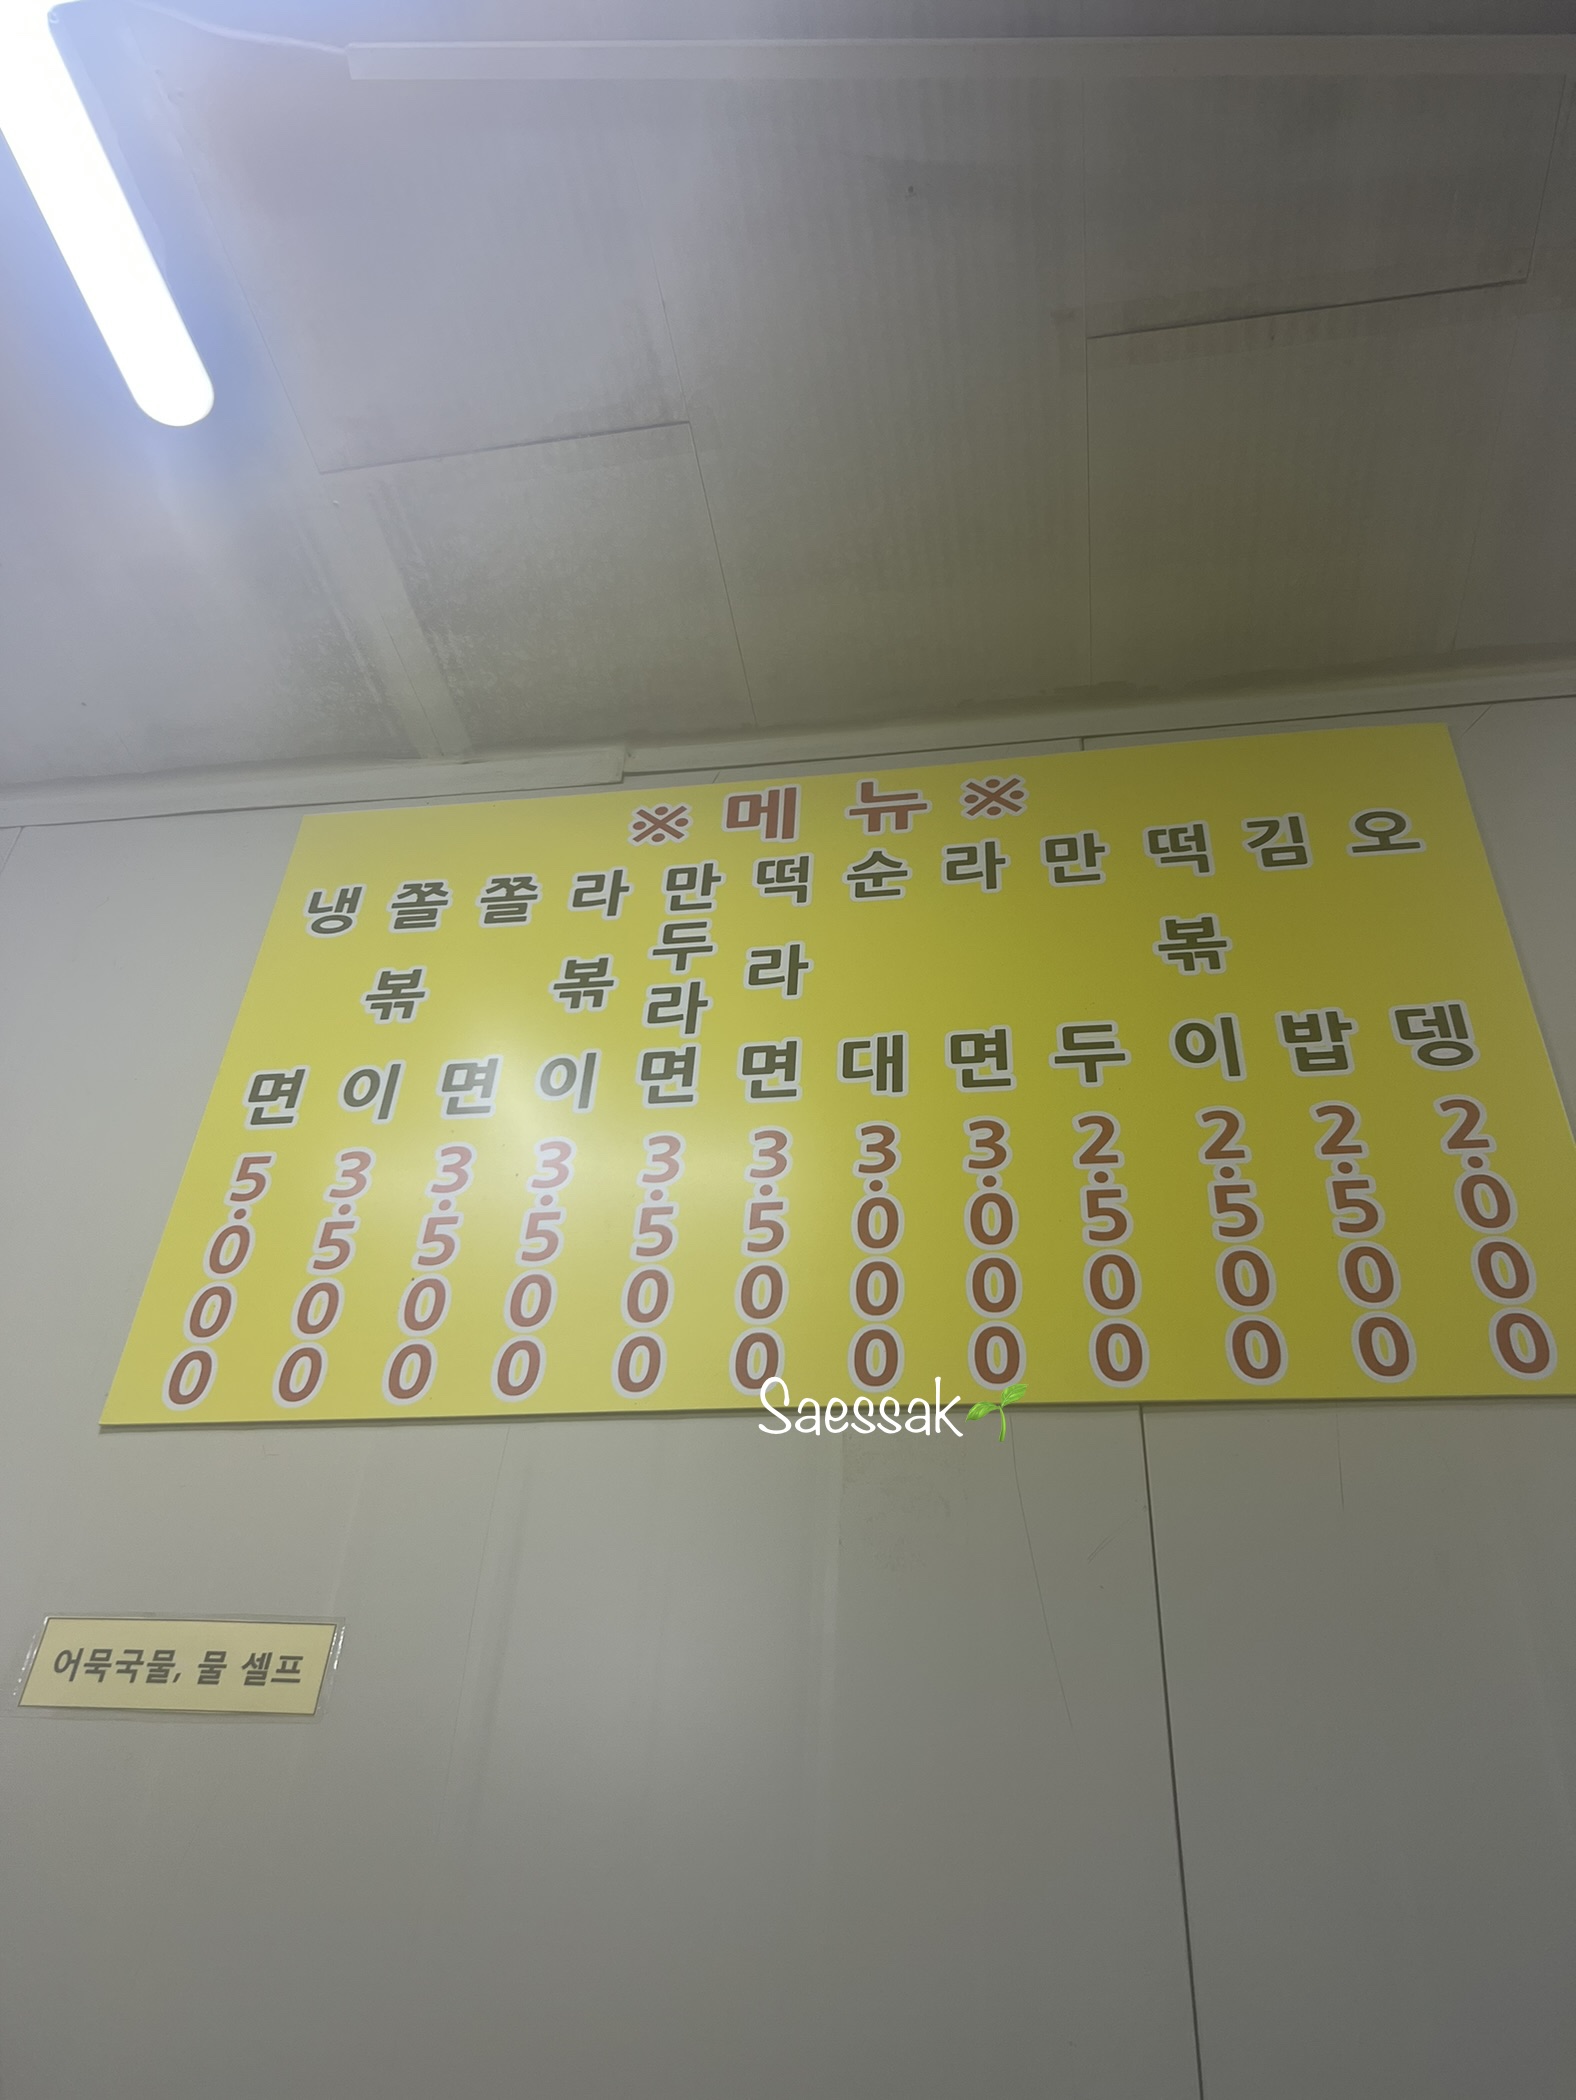 ※메뉴※
냉면 5.000
쫄볶이 3.500
쫄면 3.500
라볶이 3.500
만두라면 3.500
떡라면 3.500
순대 3.000
라면 3.000
만두 2.500
떡볶이 2.500
김밥 2.500
오뎅 2.000
Saessak
어묵국물, 물 셀프